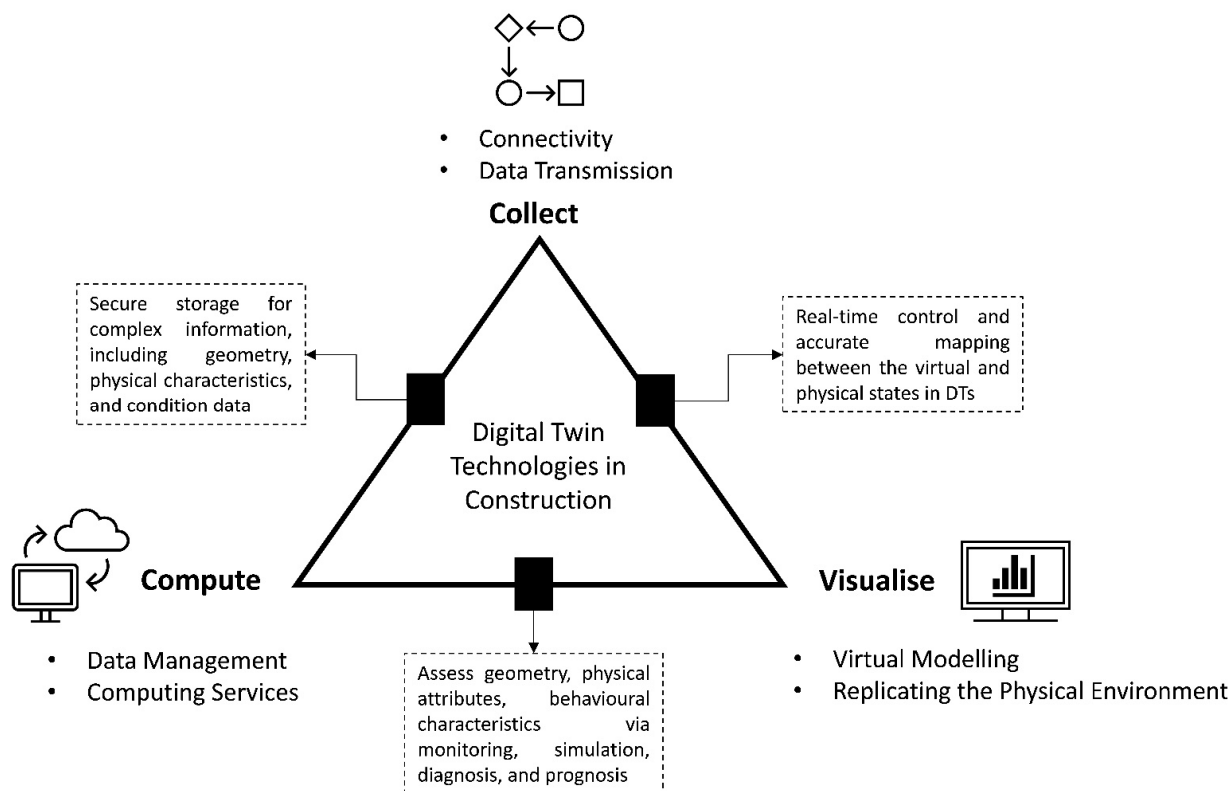 • Connectivity
• Data Transmission
Collect
Secure storage for
complex information,
including geometry,
physical characteristics,
and condition data
Real-time control and
accurate mapping
between the virtual and
physical states in DTs
Digital Twin
Technologies in
Construction
Compute
• Data Management
• Computing Services
Visualise
• Virtual Modelling
• Replicating the Physical Environment
Assess geometry, physical
attributes, behavioural
characteristics via
monitoring, simulation,
diagnosis, and prognosis